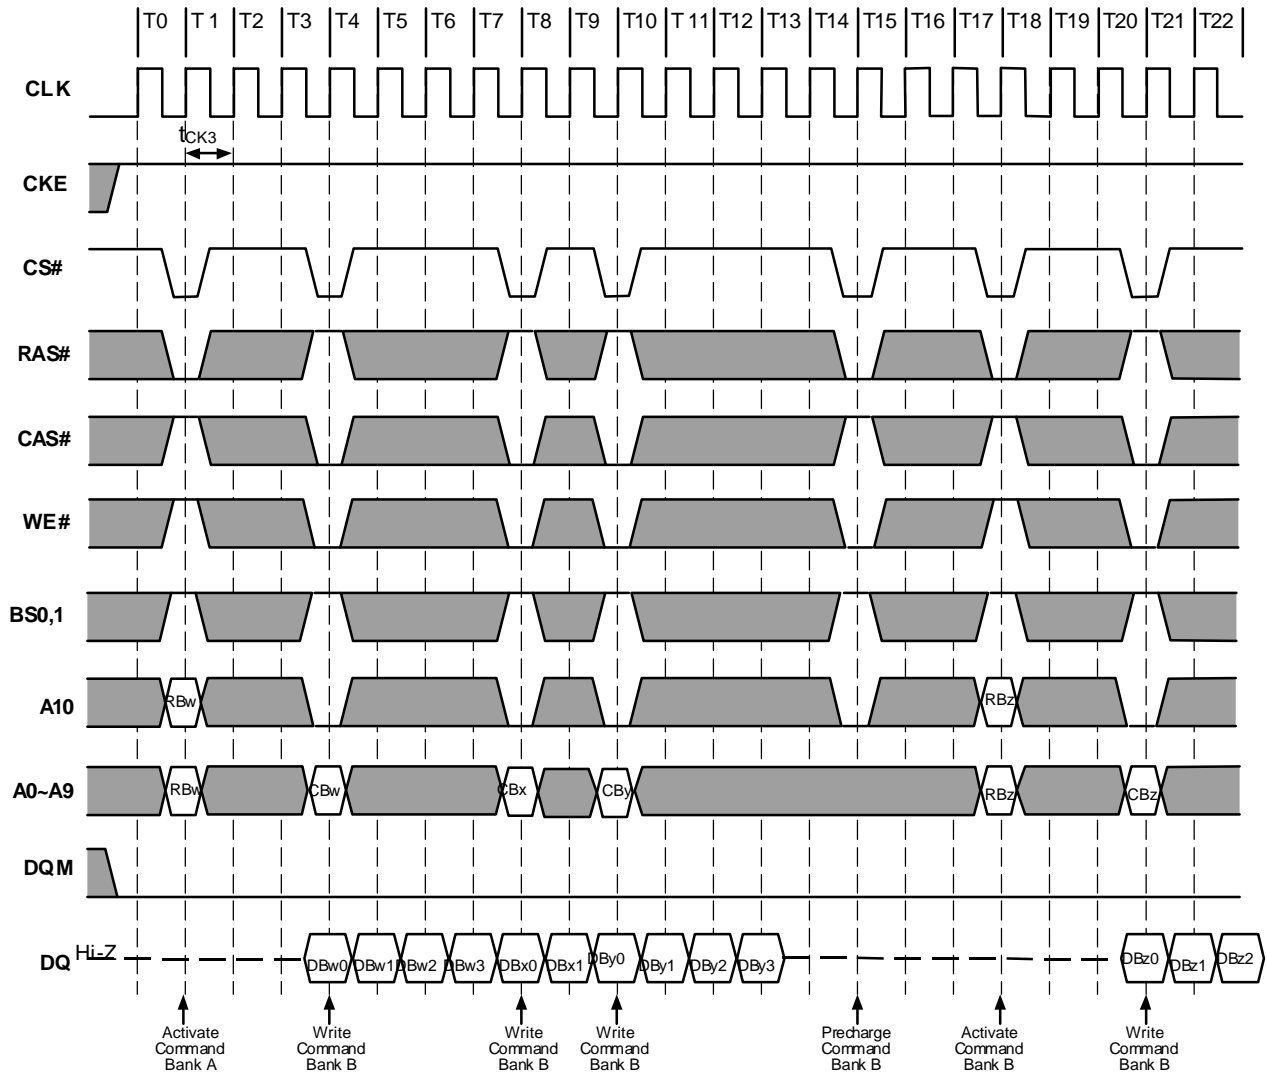 T0 T1 T2 T3 T4 T5 T6 T7 T8 T9 T10 T11 T12 T13 T14 T15 T16 T17 T18 T19 T20 T21 T22
CLK
tCK3
CKE
CS#
RAS#
CAS#
WE#
BS0,1
A10 RBw RBz
A0~A9 RBw CBw CBx CBy RBz CBz
DQM
DQ Hi-Z DBw0 DBw1 DBw2 DBw3 DBx0 DBx1 DBy0 DBy1 DBy2 DBy3 DBz0 DBz1 DBz2
Activate Write Write Write Precharge Activate Write
Command Command Command Command Command Command Command
Bank A Bank B Bank B Bank B Bank B Bank B Bank B